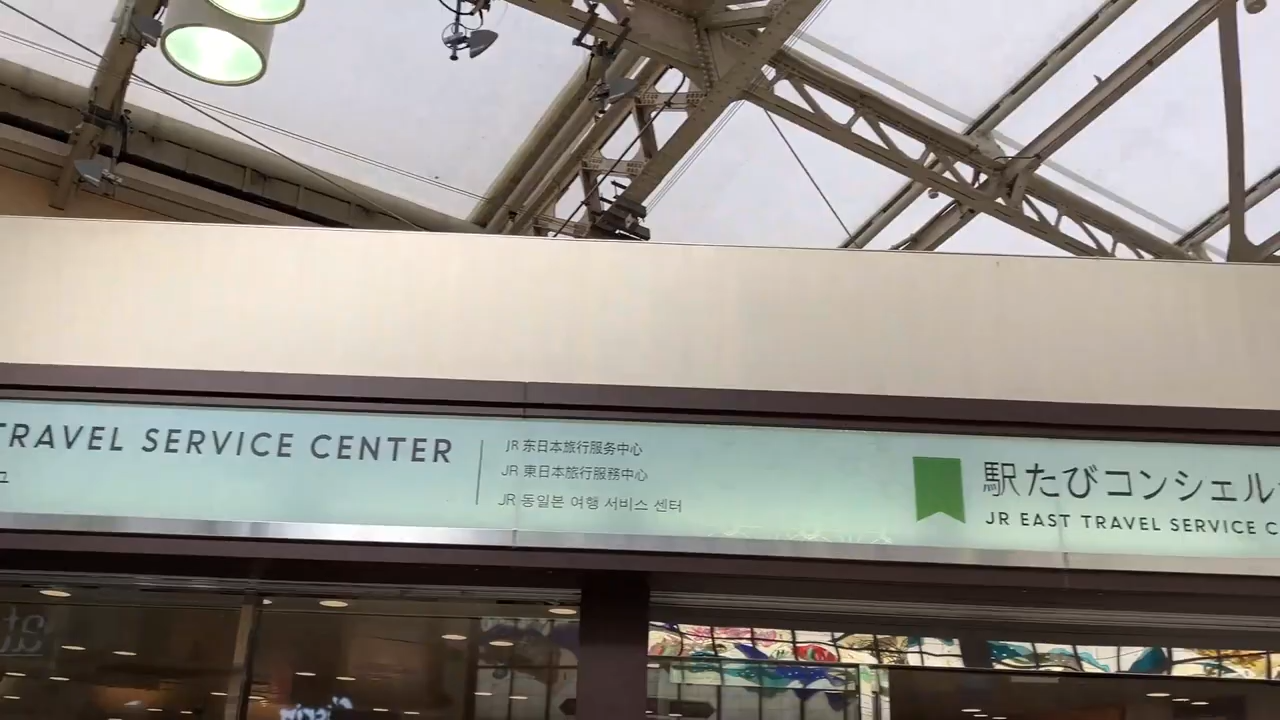 TRAVEL SERVICE CENTER
JR 东日本旅行服务中心
JR 東日本旅行服務中心
JR 동일본 여행 서비스 센터
駅たびコンシェル
JR EAST TRAVEL SERVICE C